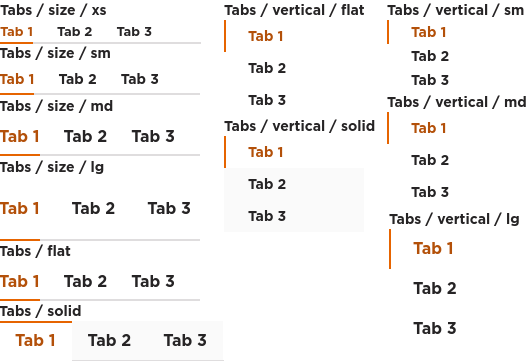 Tabs / size / xs
Tab 1 Tab 2 Tab 3
Tabs / size / sm
Tab 1 Tab 2 Tab 3
Tabs / size / md
Tab 1 Tab 2 Tab 3
Tabs / size / lg
Tab 1 Tab 2 Tab 3
Tabs / flat
Tab 1 Tab 2 Tab 3
Tabs / solid
Tab 1 Tab 2 Tab 3
Tabs / vertical / flat
Tab 1
Tab 2
Tab 3
Tabs / vertical / solid
Tab 1
Tab 2
Tab 3
Tabs / vertical / sm
Tab 1
Tab 2
Tab 3
Tabs / vertical / md
Tab 1
Tab 2
Tab 3
Tabs / vertical / lg
Tab 1
Tab 2
Tab 3